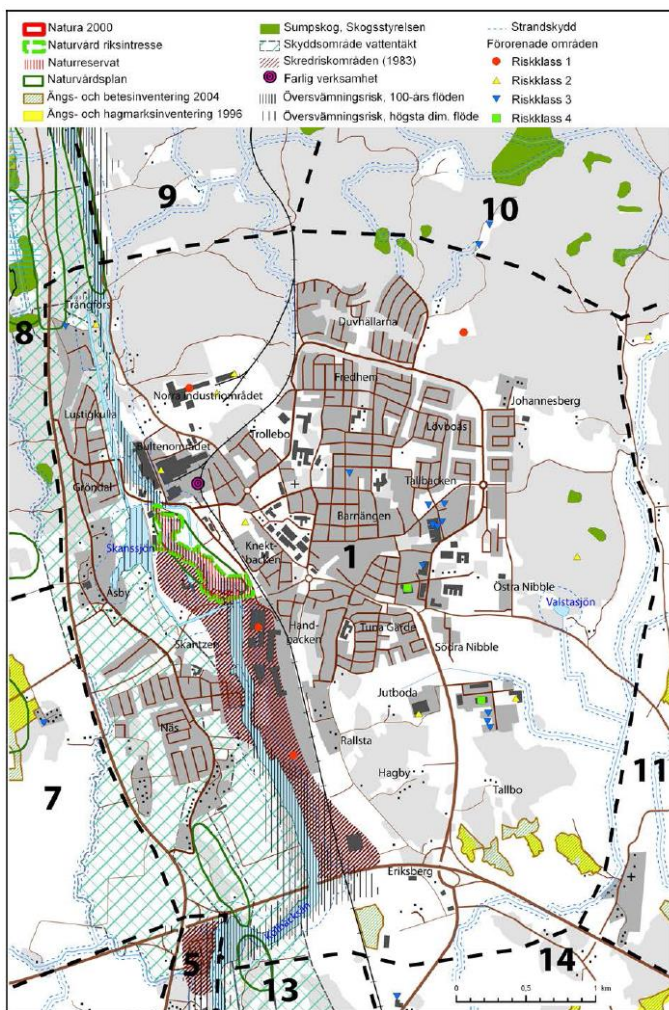 Natura 2000
Naturvård riksintresse
Naturreservat
Naturvårdsplan
Ängs- och betesinventering 2004
Ängs- och hagmarksinventering 1996
Sumpskog, Skogsstyrelsen
Skyddsområde vattentäkt
Skredriskområden (1983)
Farlig verksamhet
Översvämningsrisk, 100-års flöden
Översvämningsrisk, högsta dim. flöde
Strandskydd
Förorenade områden
Riskklass 1
Riskklass 2
Riskklass 3
Riskklass 4
9
10
Trångfors
8
Duvhällarna
Fredhem
Norra Industriområdet
Johannesberg
Lustigkulla
Trollebo
Lövboås
Bultenområdet
Tallbacken
Gröndal
Barnängen
Skanssjön
Knekt-
backen
1
Åsby
Östra Nibble
Valstasjön
Hand-
backen
Tuna Gärde
Skantzen
Södra Nibble
Jutboda
Näs
Rallsta
7
Hagby
Tallbo
11
Eriksberg
5
13
14
0
0,5
1 km